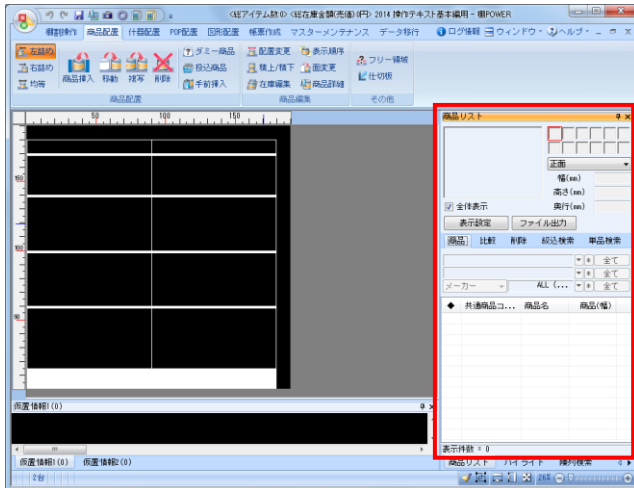 <総アイテム数:0> <総在庫金額(売価):0(円)> 2014 操作テキスト基本編用 - 棚POWER
棚割操作 商品配置 什器配置 POP配置 図形配置 帳票作成 マスターメンテナンス データ移行 ログ情報 ウィンドウ ヘルプ
左詰め 右詰め 均等 商品挿入 移動 複写 削除 ダミー商品 投込商品 手前挿入
商品配置
配置変更 表示順序 積上/積下 面変更 在庫編集 商品詳細
商品編集
フリー領域 仕切板
その他
50 100 150
150
100
50
商品リスト
正面
幅(mm)
高さ(mm)
全体表示 奥行(mm)
表示設定 ファイル出力
商品 比較 削除 絞込検索 単品検索
* 全て
* 全て
メーカー ALL (... * 全て
◆ 共通商品コ... 商品名 商品(幅)
表示件数 = 0
商品リスト ハイライト 陳列検索
仮置情報1(0)
仮置情報1(0) 仮置情報2(0)
2台 26%